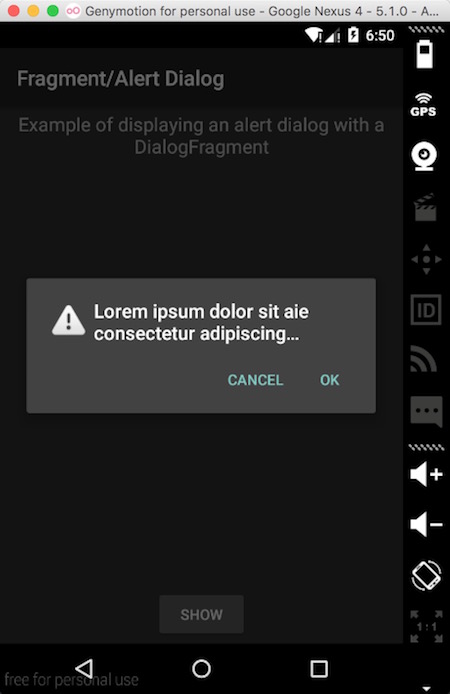 Genymotion for personal use - Google Nexus 4 - 5.1.0 - A...
6:50
GPS
Fragment/Alert Dialog
Example of displaying an alert dialog with a
DialogFragment
ID
Lorem ipsum dolor sit aie
consectetur adipiscing…
CANCEL OK
SHOW
1:1
free for personal use